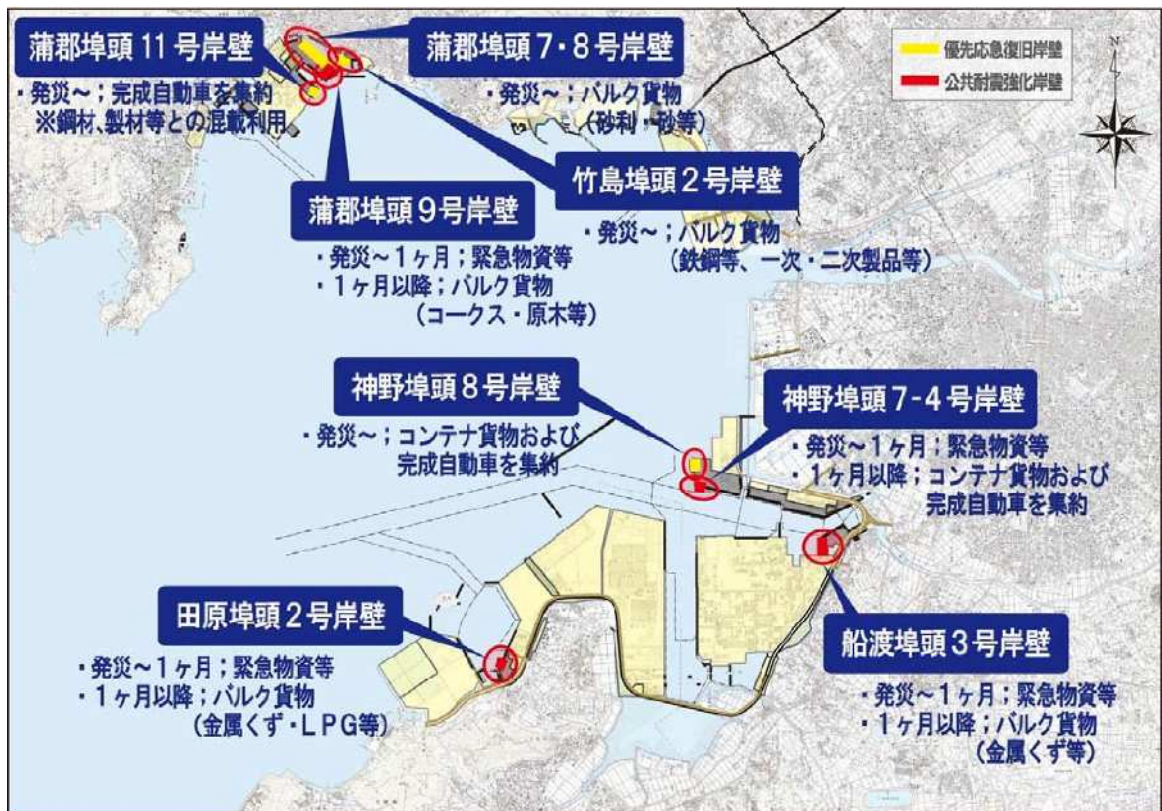 蒲郡埠頭11号岸壁
・発災~;完成自動車を集約
※鋼材、製材等との混載利用
蒲郡埠頭7・8号岸壁
・発災~;バルク貨物
(砂利・砂等)
優先応急復旧岸壁
公共耐震強化岸壁
N
竹島埠頭2号岸壁
・発災~;バルク貨物
(鉄鋼等、一次・二次製品等)
蒲郡埠頭9号岸壁
・発災~1ヶ月;緊急物資等
・1ヶ月以降;バルク貨物
(コークス・原木等)
神野埠頭8号岸壁
・発災~;コンテナ貨物および
完成自動車を集約
神野埠頭7-4号岸壁
・発災~1ヶ月;緊急物資等
・1ヶ月以降;コンテナ貨物および
完成自動車を集約
田原埠頭2号岸壁
・発災~1ヶ月;緊急物資等
・1ヶ月以降;バルク貨物
(金属くず・LPG等)
船渡埠頭3号岸壁
・発災~1ヶ月;緊急物資等
・1ヶ月以降;バルク貨物
(金属くず等)